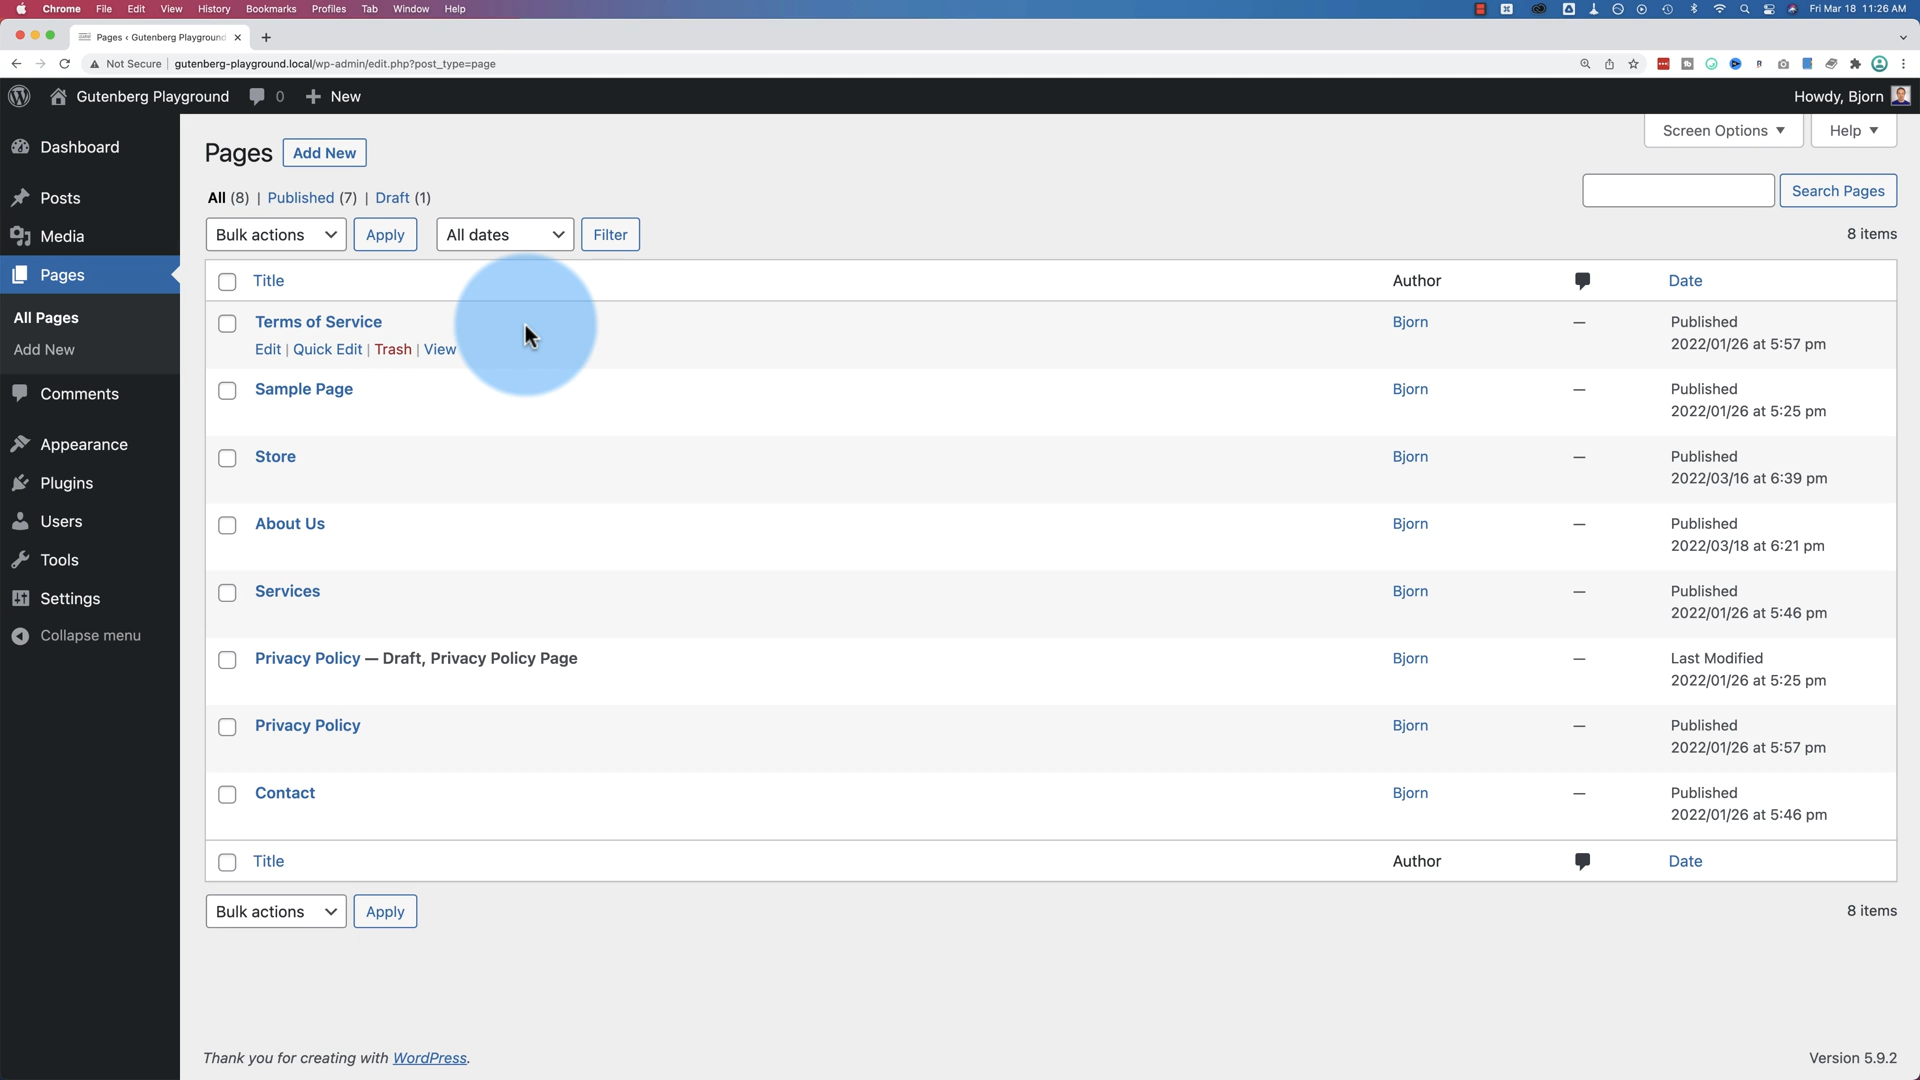 Chrome File Edit View History Bookmarks Profiles Tab Window Help Fri Mar 18 11:26 AM
Pages ‹ Gutenberg Playground
Not Secure | gutenberg-playground.local/wp-admin/edit.php?post_type=page
Gutenberg Playground 0 New Howdy, Bjorn
Screen Options Help
Dashboard
Posts
Media
Pages
All Pages
Add New
Comments
Appearance
Plugins
Users
Tools
Settings
Collapse menu
Pages Add New
All (8) | Published (7) | Draft (1)
Search Pages
Bulk actions Apply All dates Filter
8 items
Title Author Date
Terms of Service Bjorn — Published
Edit | Quick Edit | Trash | View 2022/01/26 at 5:57 pm
Sample Page Bjorn — Published
2022/01/26 at 5:25 pm
Store Bjorn — Published
2022/03/16 at 6:39 pm
About Us Bjorn — Published
2022/03/18 at 6:21 pm
Services Bjorn — Published
2022/01/26 at 5:46 pm
Privacy Policy — Draft, Privacy Policy Page Bjorn — Last Modified
2022/01/26 at 5:25 pm
Privacy Policy Bjorn — Published
2022/01/26 at 5:57 pm
Contact Bjorn — Published
2022/01/26 at 5:46 pm
Title Author Date
Bulk actions Apply 8 items
Thank you for creating with WordPress. Version 5.9.2